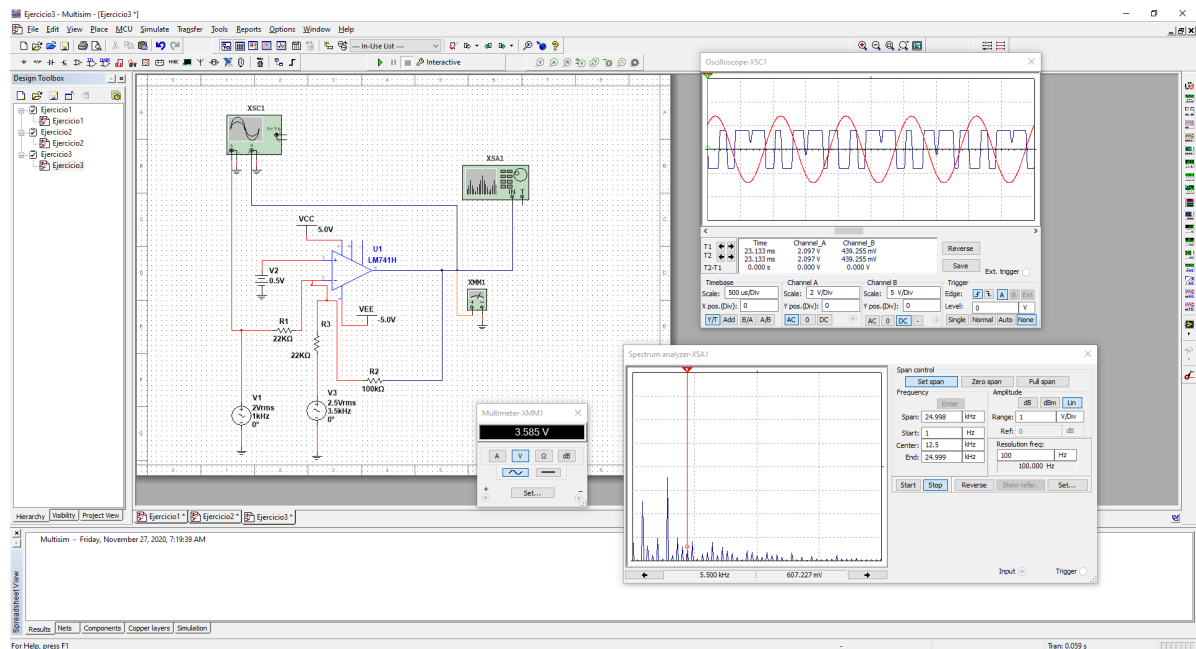 Ejercicio3 - Multisim - [Ejercicio3 *]
File Edit View Place MCU Simulate Transfer Tools Reports Options Window Help
--- In-Use List ---
Interactive
Design Toolbox
Ejercicio1
Ejercicio1
Ejercicio2
Ejercicio2
Ejercicio3
Ejercicio3
Hierarchy Visibility Project View
XSC1
Ext Trig
A B
XSA1
IN T
VCC
5.0V
U1
LM741H
V2
0.5V
XMM1
VEE
-5.0V
R1
22KΩ
R3
22KΩ
R2
100kΩ
V1
2Vrms
1kHz
0°
V3
2.5Vrms
3.5kHz
0°
Ejercicio1 * Ejercicio2 * Ejercicio3 *
Oscilloscope-XSC1
Time Channel_A Channel_B
T1 23.133 ms 2.097 V 439.255 mV
T2 23.133 ms 2.097 V 439.255 mV
T2-T1 0.000 s 0.000 V 0.000 V
Reverse
Save
Ext. trigger
Timebase
Scale: 500 us/Div
X pos.(Div): 0
Y/T Add B/A A/B
Channel A
Scale: 2 V/Div
Y pos.(Div): 0
AC 0 DC
Channel B
Scale: 5 V/Div
Y pos.(Div): 0
AC 0 DC -
Trigger
Edge: A B Ext
Level: 0 V
Single Normal Auto None
Multimeter-XMM1
3.585 V
A V Ω dB
+ Set... -
Spectrum analyzer-XSA1
5.500 kHz 607.227 mV
Span control
Set span Zero span Full span
Frequency
Enter
Span: 24.998 kHz
Start: 1 Hz
Center: 12.5 kHz
End: 24.999 kHz
Amplitude
dB dBm Lin
Range: 1 V/Div
Ref: 0 dB
Resolution freq:
100 Hz
100.000 Hz
Start Stop Reverse Show refer. Set...
Input Trigger
Spreadsheet View
Multisim - Friday, November 27, 2020, 7:19:39 AM
Results Nets Components Copper layers Simulation
For Help, press F1
- Tran: 0.059 s